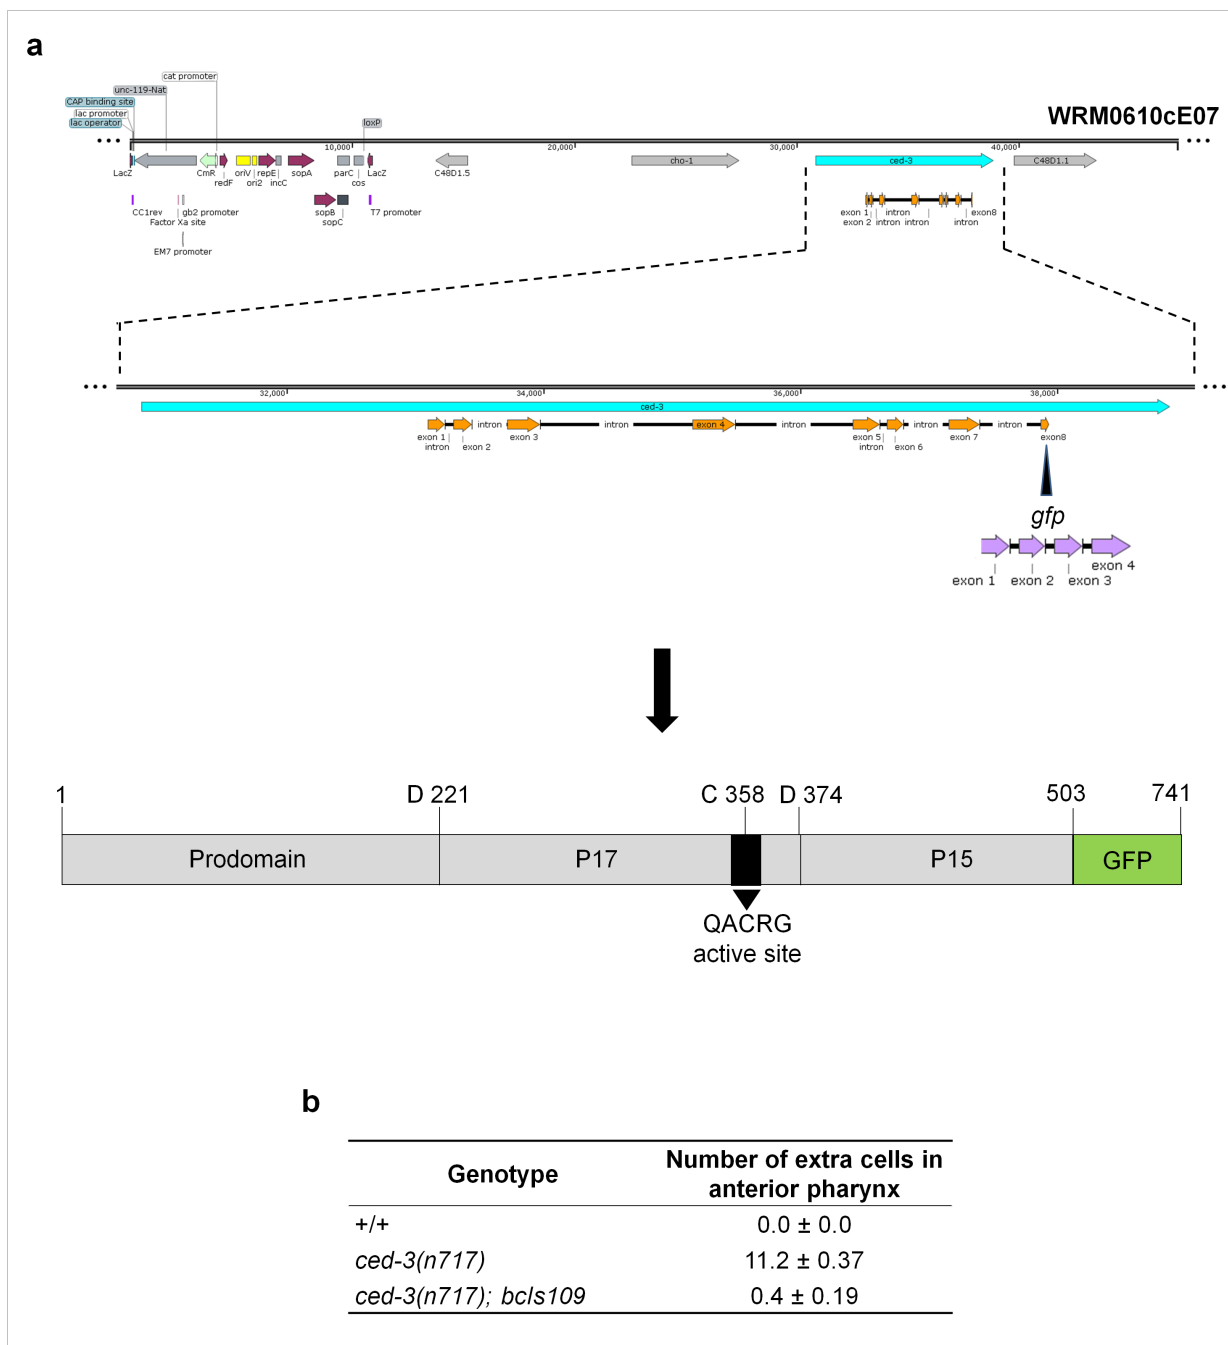 a
WRM0610cE07
cat promoter
unc-119-Nat
CAP binding site
lac promoter
lac operator
loxP
10,000
20,000
30,000
40,000
LacZ
CmR
redF
oriV
ori2
repE
incC
sopA
parC
cos
LacZ
C48D1.5
cho-1
ced-3
C48D1.1
CC1rev
Factor Xa site
gb2 promoter
EM7 promoter
sopB
sopC
T7 promoter
exon 1
exon 2
intron
intron
intron
intron
exon8
32,000
34,000
36,000
38,000
ced-3
exon 1
intron
exon 2
intron
exon 3
intron
exon 4
intron
exon 5
intron
exon 6
intron
exon 7
intron
exon8
gfp
exon 1
exon 2
exon 3
exon 4
1
D 221
C 358
D 374
503
741
Prodomain
P17
P15
GFP
QACRG
active site
b
Genotype
Number of extra cells in
anterior pharynx
+/+ 0.0 ± 0.0
ced-3(n717) 11.2 ± 0.37
ced-3(n717); bcIs109 0.4 ± 0.19